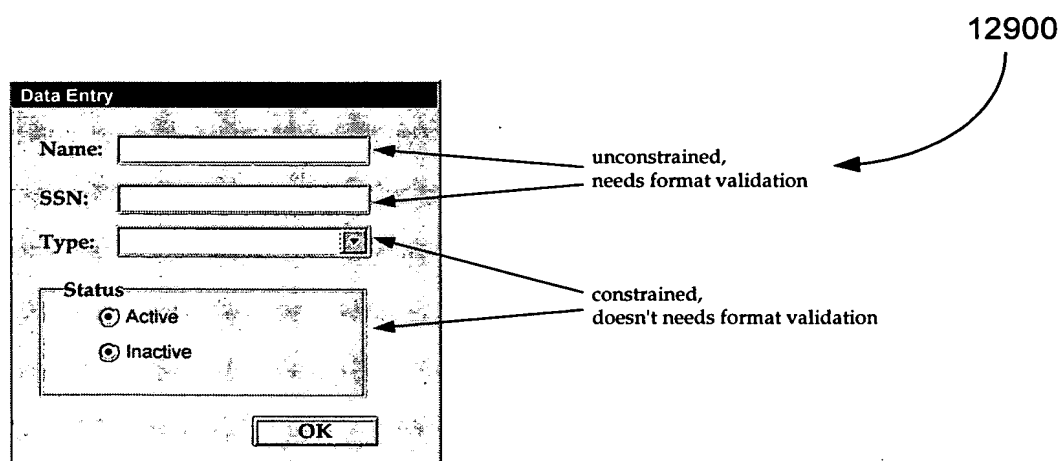 12900
Data Entry
Name:
SSN:
Type:
Status
Active
Inactive
OK
unconstrained,
needs format validation
constrained,
doesn't needs format validation